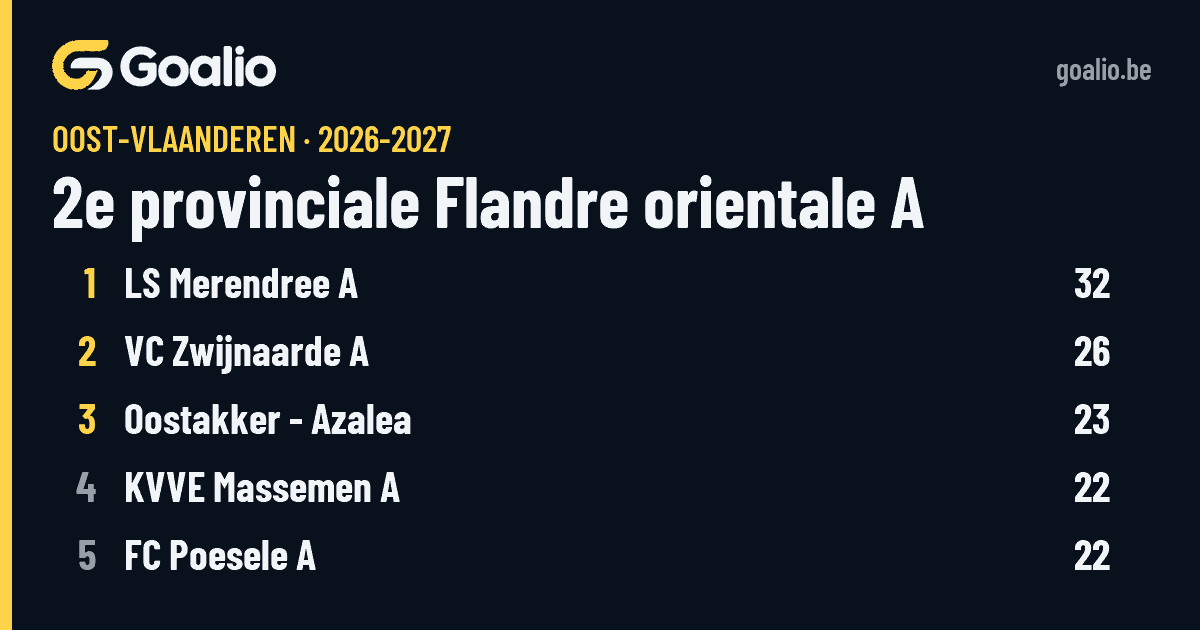 Goalio
goalio.be
OOST-VLAANDEREN · 2026-2027
2e provinciale Flandre orientale A
1 LS Merendree A 32
2 VC Zwijnaarde A 26
3 Oostakker - Azalea 23
4 KVVE Massemen A 22
5 FC Poesele A 22